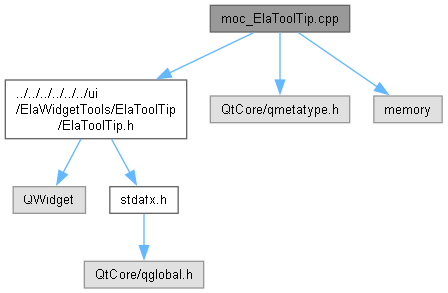 moc_ElaToolTip.cpp
../../../../../../ui
/ElaWidgetTools/ElaToolTip
/ElaToolTip.h
QtCore/qmetatype.h
memory
QWidget
stdafx.h
QtCore/qglobal.h